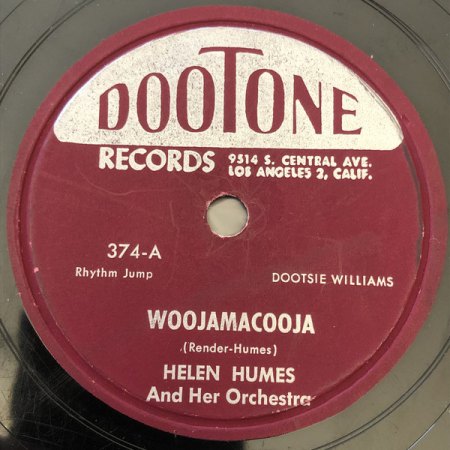 DOOTONE
RECORDS
9514 S. CENTRAL AVE.
LOS ANGELES 2, CALIF.
374-A
Rhythm Jump
DOOTSIE WILLIAMS
WOOJAMACOOJA
(Render-Humes)
HELEN HUMES
And Her Orchestra